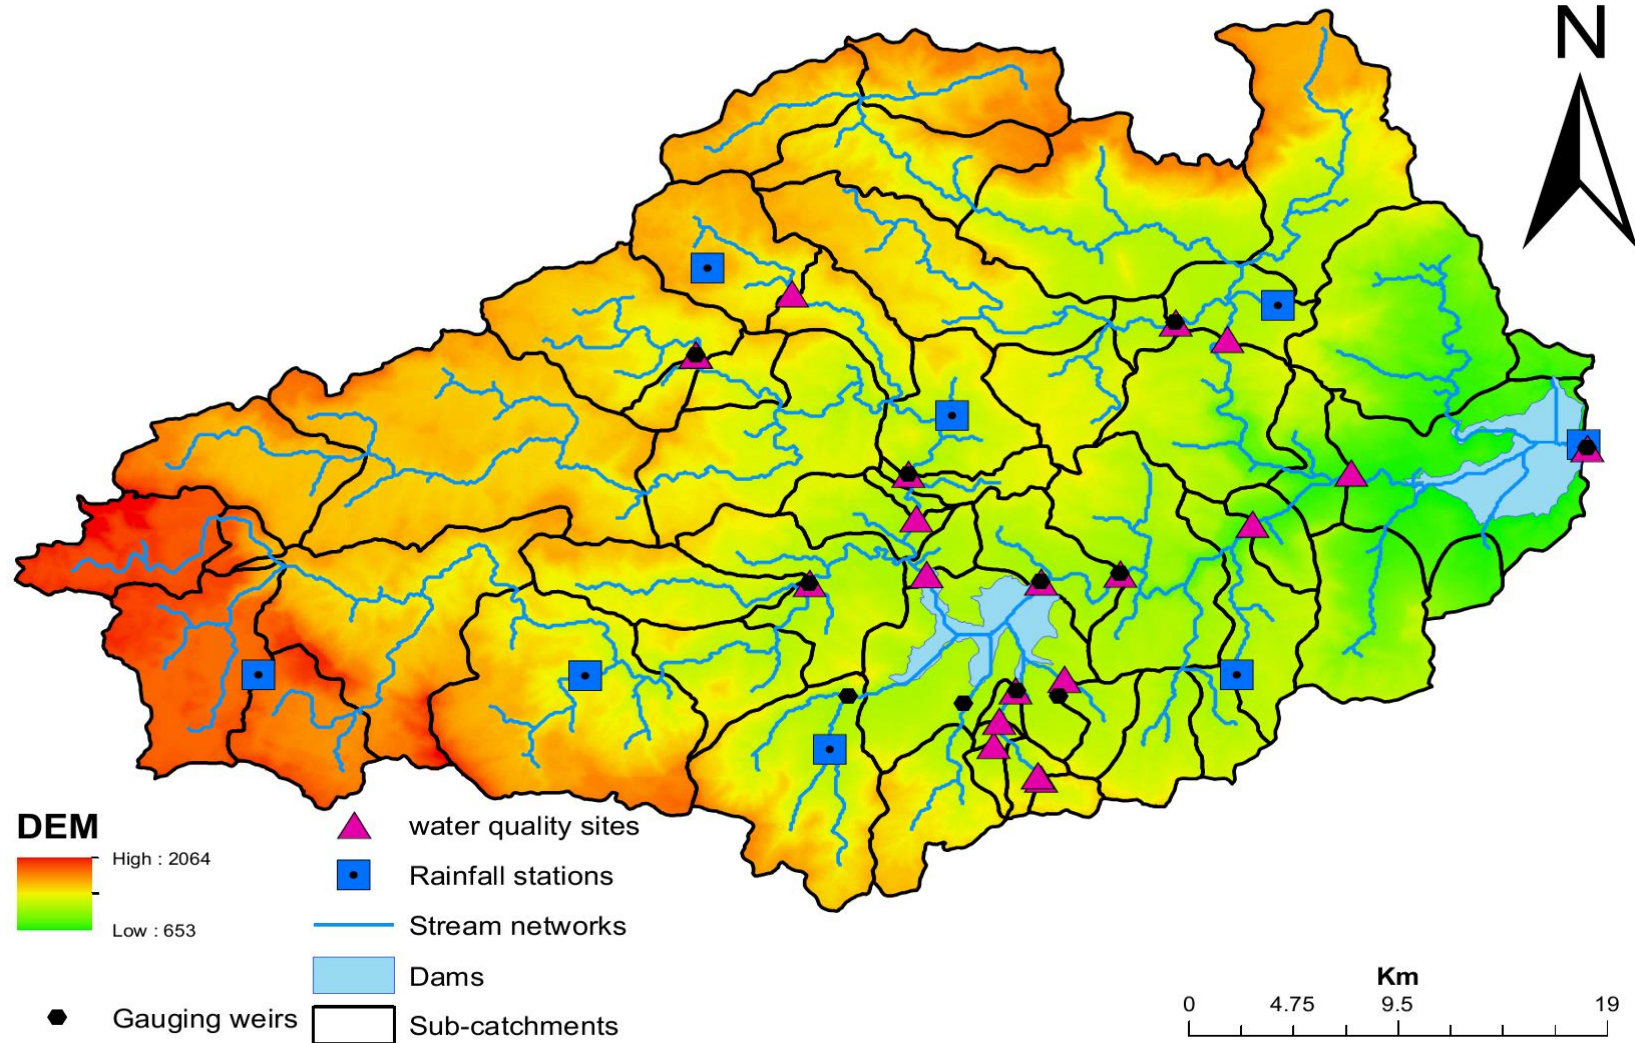 N
DEM
High : 2064
Low : 653
water quality sites
Rainfall stations
Stream networks
Dams
Gauging weirs
Sub-catchments
Km
0 4.75 9.5 19